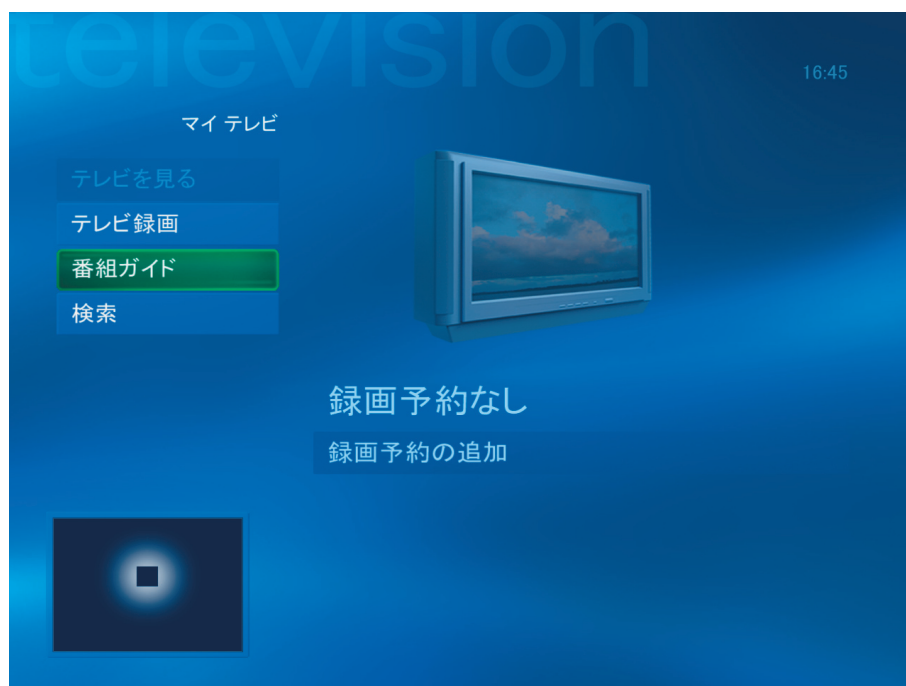 television
16:45
マイ テレビ
テレビを見る
テレビ録画
番組ガイド
検索
録画予約なし
録画予約の追加